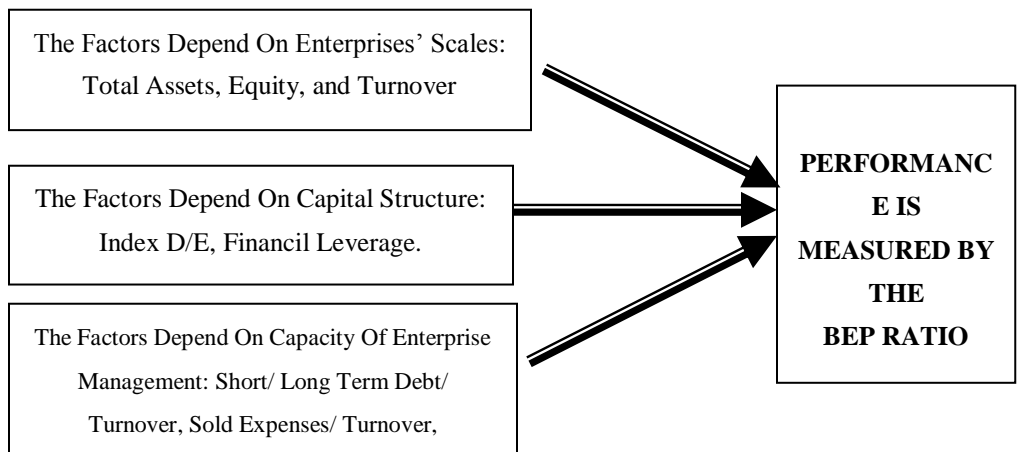 The Factors Depend On Enterprises’ Scales:
Total Assets, Equity, and Turnover
The Factors Depend On Capital Structure:
Index D/E, Financil Leverage.
The Factors Depend On Capacity Of Enterprise
Management: Short/ Long Term Debt/
Turnover, Sold Expenses/ Turnover,
PERFORMANC
E IS
MEASURED BY
THE
BEP RATIO